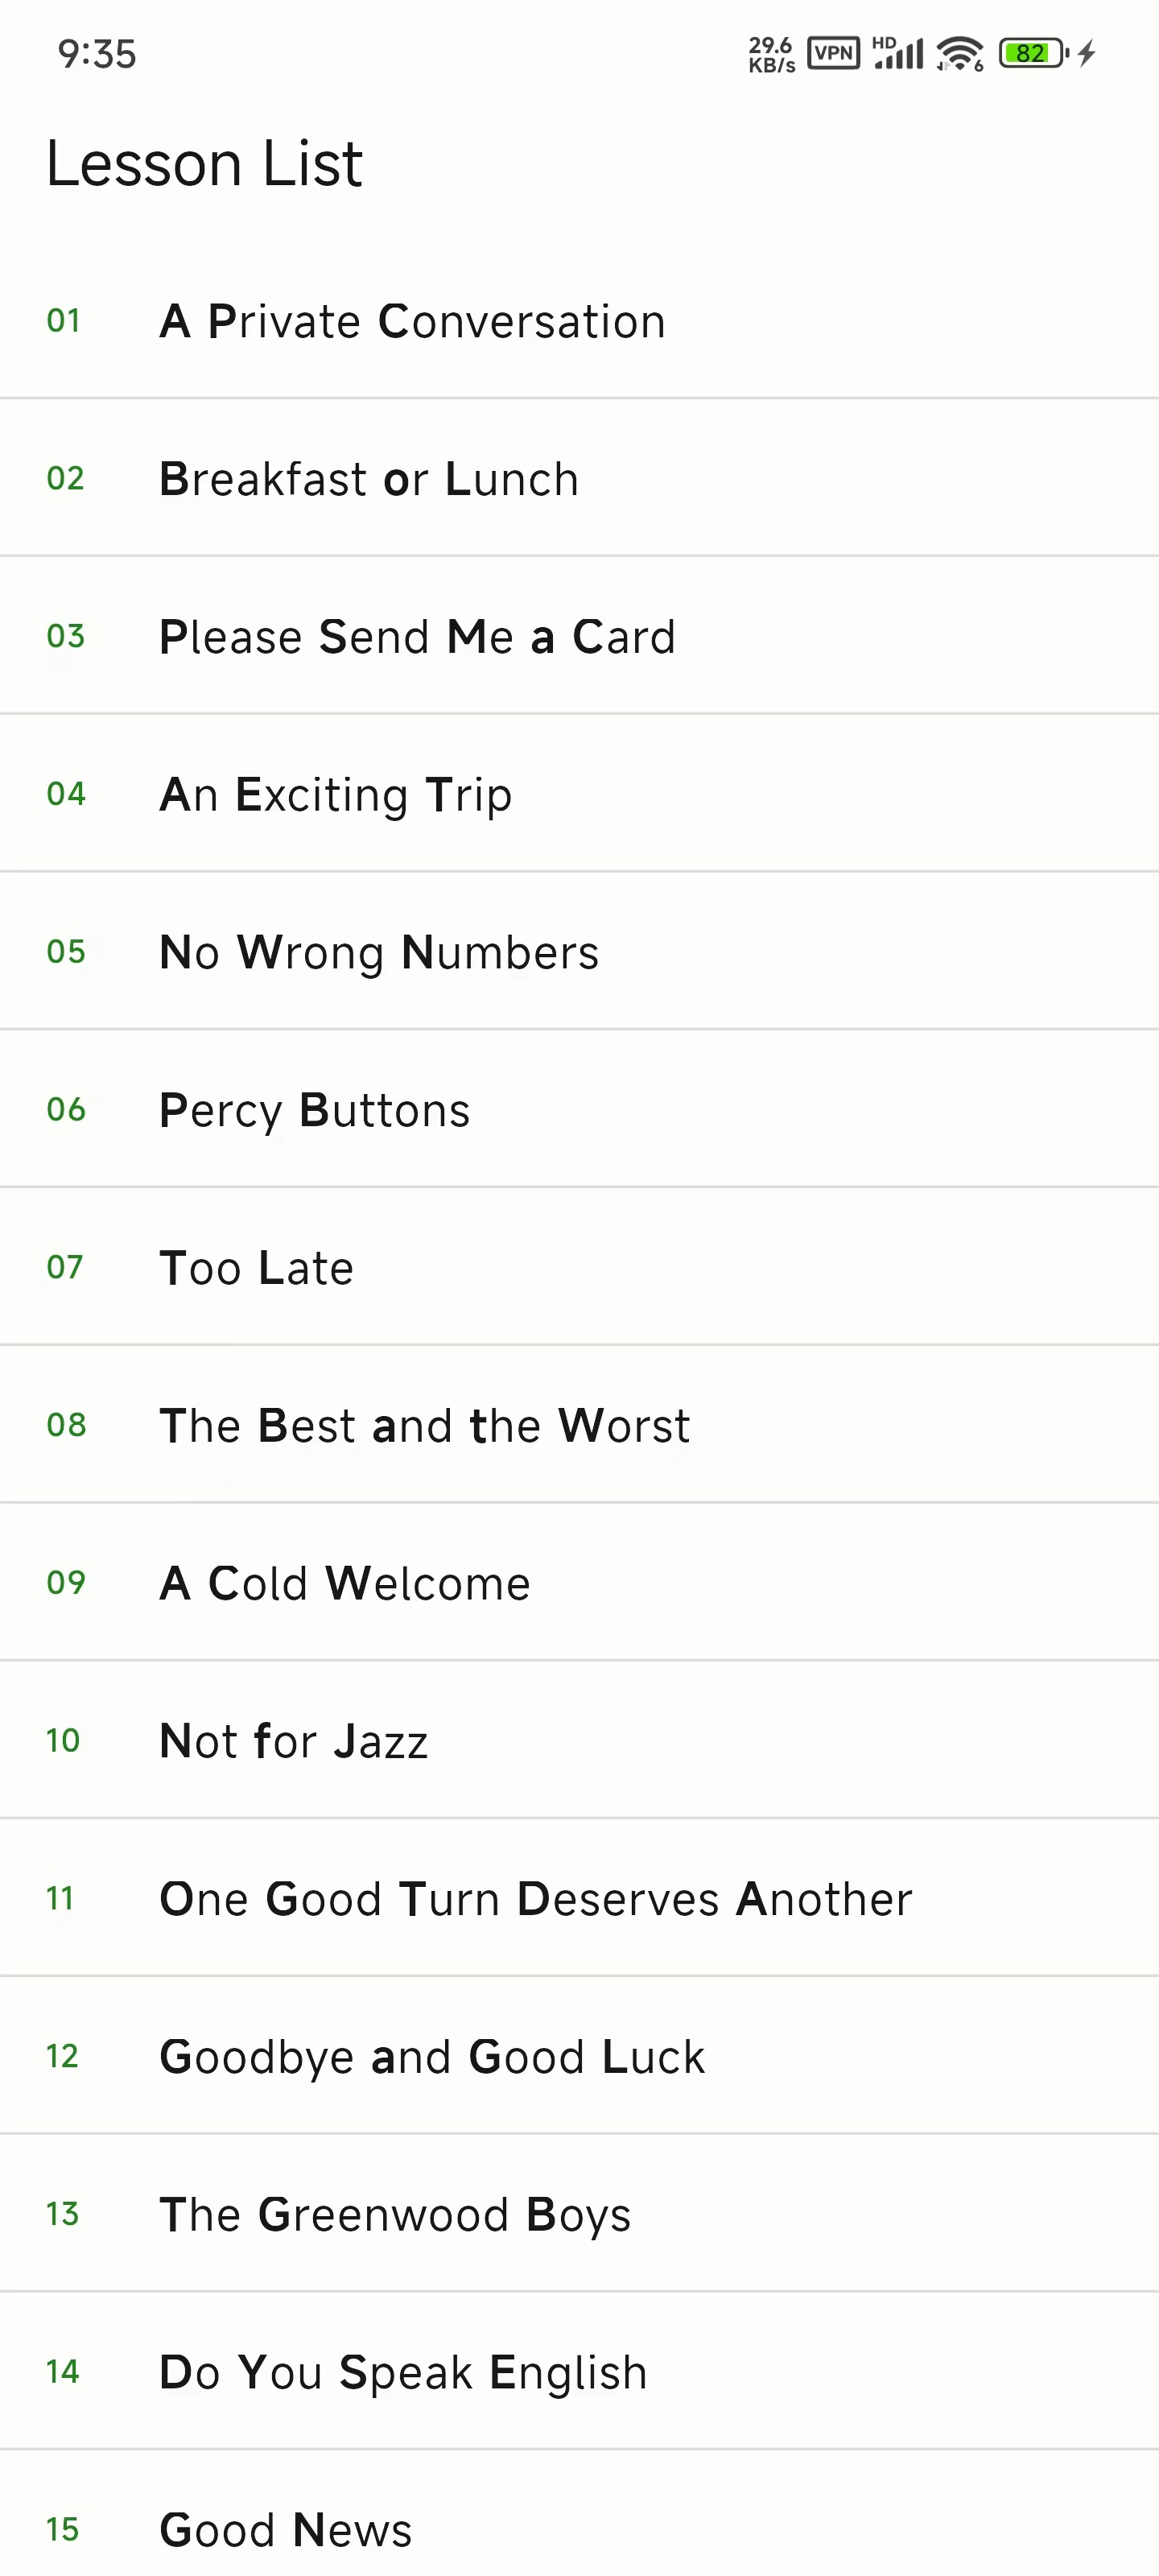 9:35
29.6 KB/s VPN HD 6 82
Lesson List
01 A Private Conversation
02 Breakfast or Lunch
03 Please Send Me a Card
04 An Exciting Trip
05 No Wrong Numbers
06 Percy Buttons
07 Too Late
08 The Best and the Worst
09 A Cold Welcome
10 Not for Jazz
11 One Good Turn Deserves Another
12 Goodbye and Good Luck
13 The Greenwood Boys
14 Do You Speak English
15 Good News